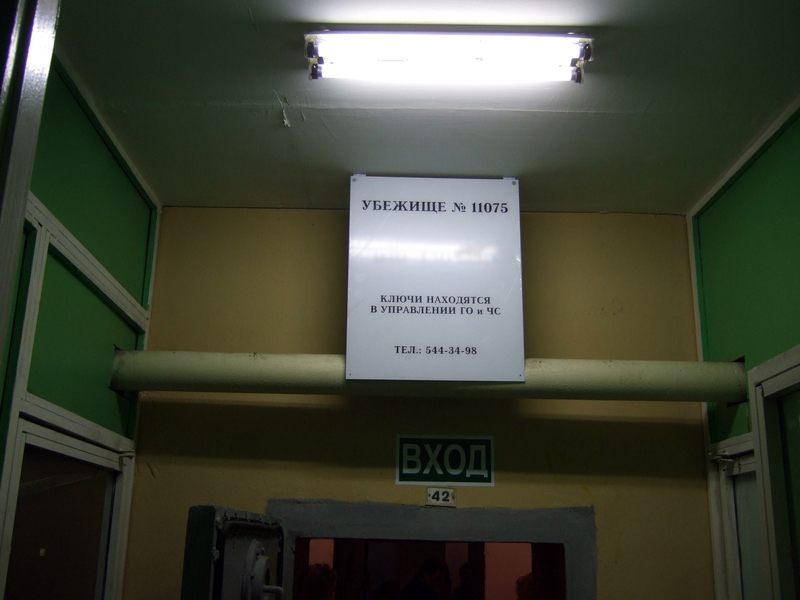 УБЕЖИЩЕ № 11075
КЛЮЧИ НАХОДЯТСЯ
В УПРАВЛЕНИИ ГО и ЧС
ТЕЛ.: 544-34-98
ВХОД
·42·